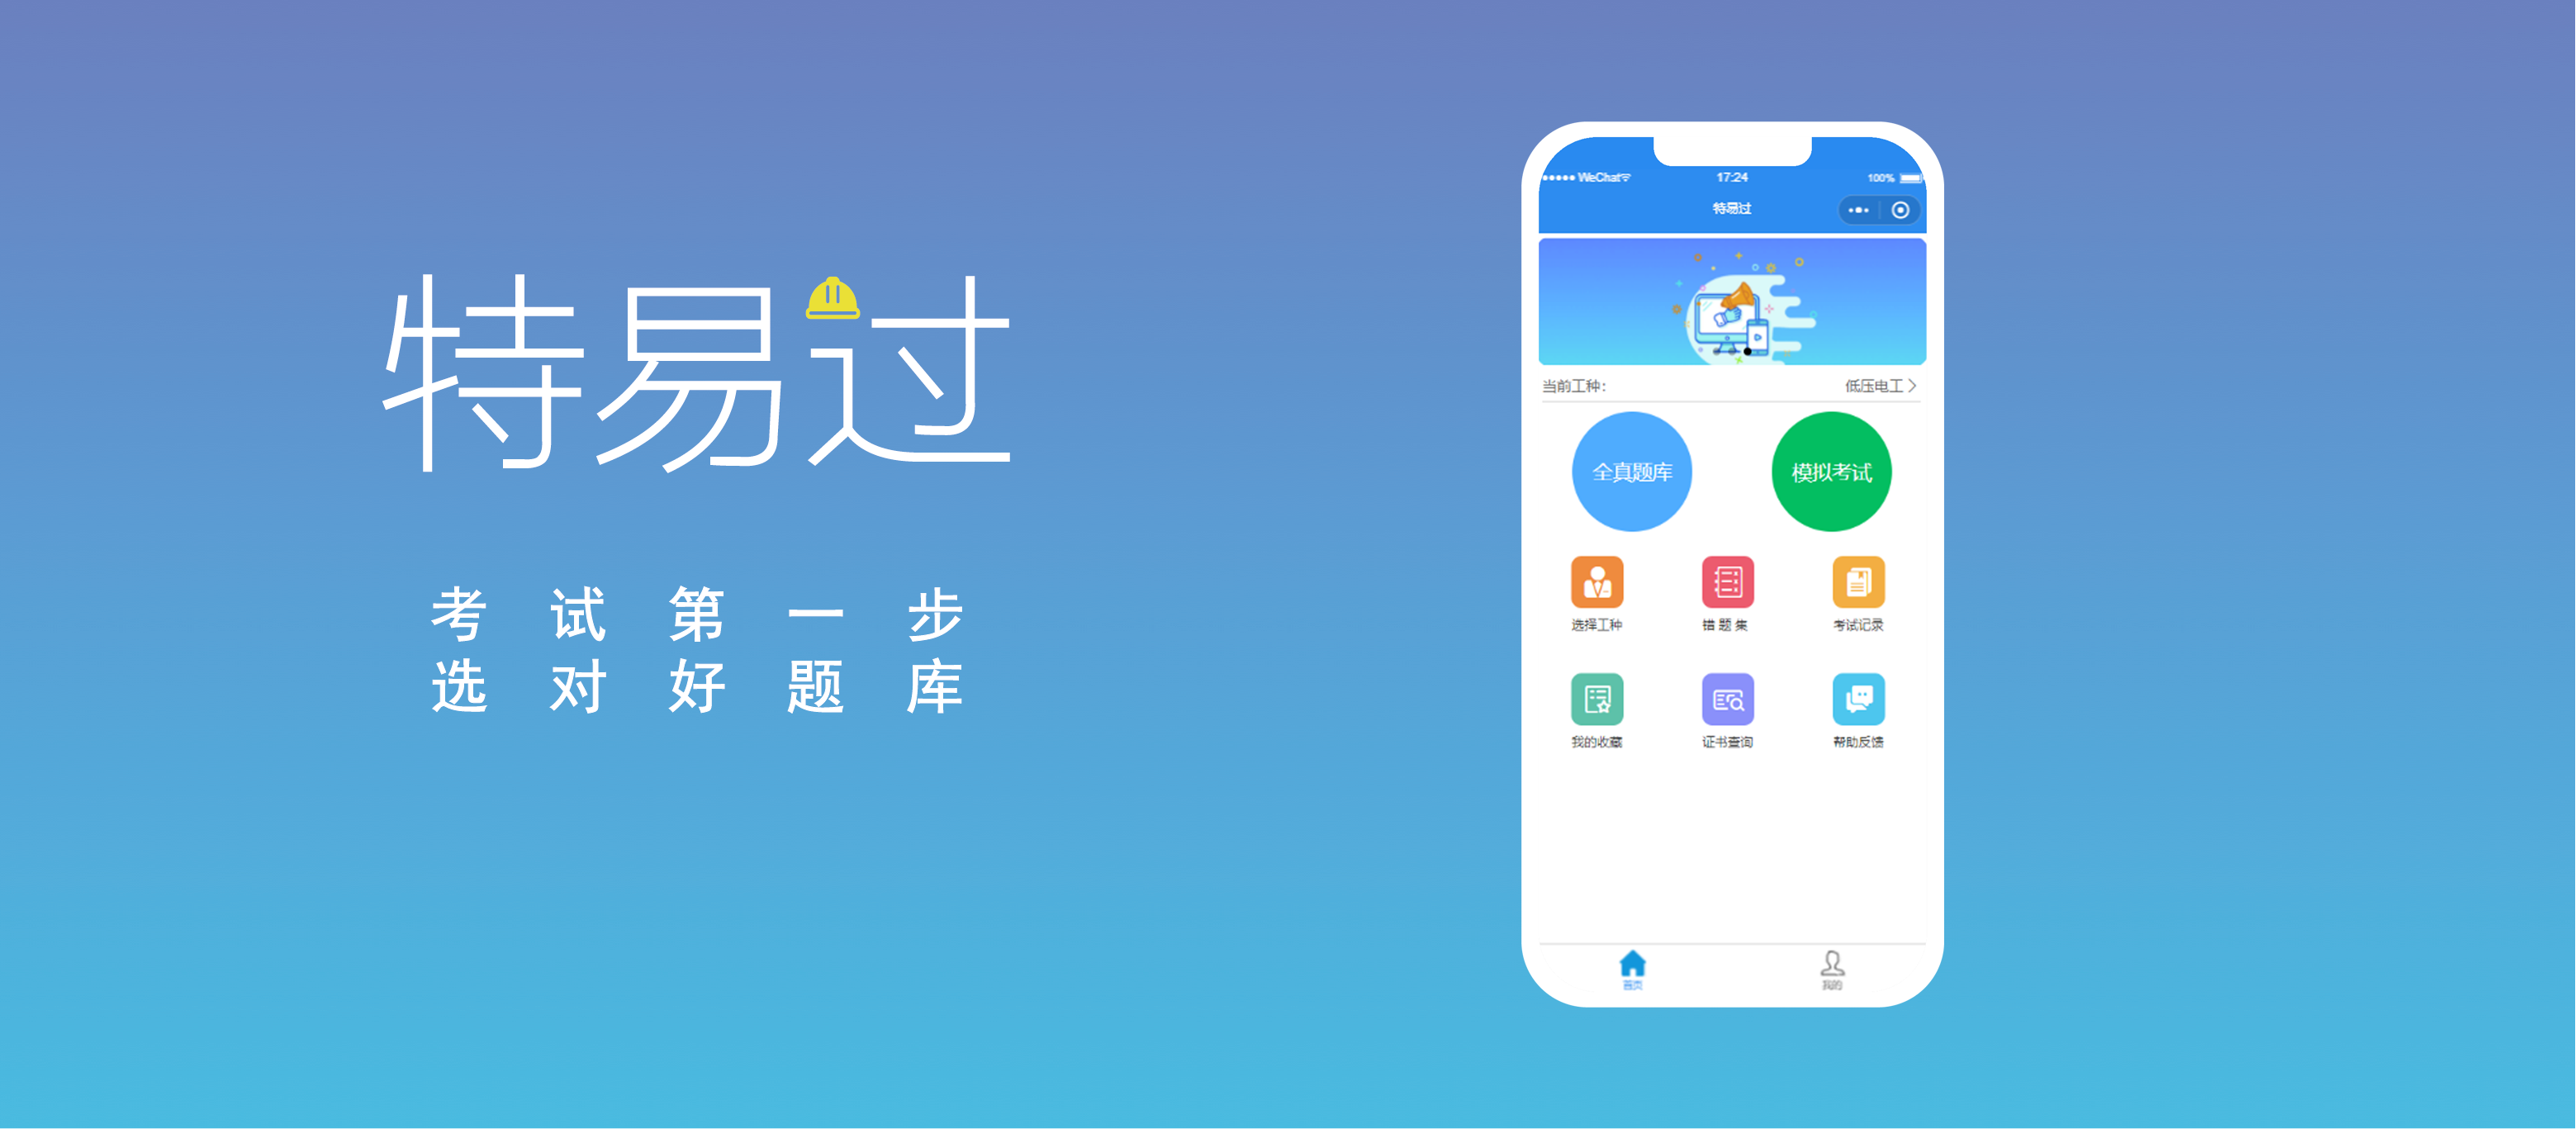 特易过
考试第一步
选对好题库
WeChat 17:24 100%
特易过
当前工种： 低压电工
全真题库 模拟考试
选择工种 错题集 考试记录
我的收藏 证书查询 帮助反馈
首页 我的